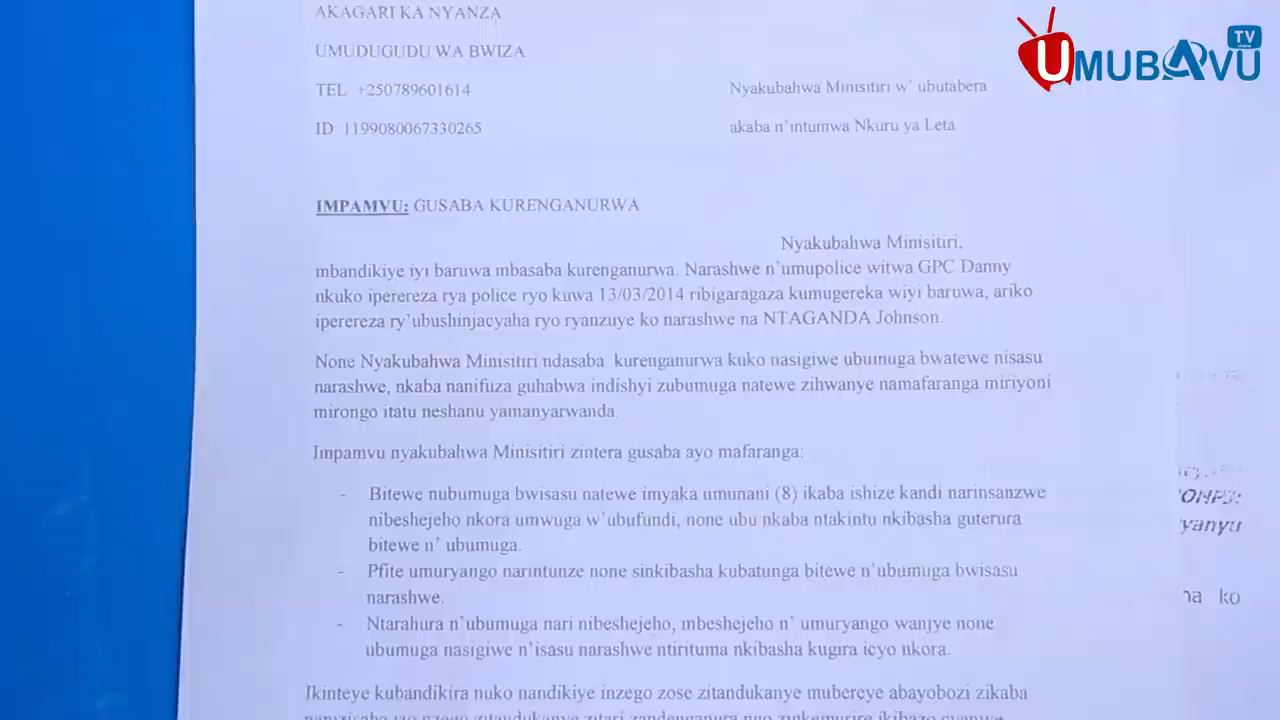 UMUBAVU TV Online
AKAGARI KA NYANZA
UMUDUGUDU WA BWIZA
TEL +250789601614
Nyakubahwa Minisitiri w' ubutabera
ID 1199080067330265
akaba n'intumwa Nkuru ya Leta
IMPAMVU: GUSABA KURENGANURWA
Nyakubahwa Minisitiri,
mbandikiye iyi baruwa mbasaba kurenganurwa. Narashwe n'umupolice witwa GPC Danny
nkuko iperereza rya police ryo kuwa 13/03/2014 ribigaragaza kumugereka wiyi baruwa, ariko
iperereza ry'ubushinjacyaha ryo ryanzuye ko narashwe na NTAGANDA Johnson.
None Nyakubahwa Minisitiri ndasaba kurenganurwa kuko nasigiwe ubumuga bwatewe nisasu
narashwe, nkaba nanifuza guhabwa indishyi zubumuga natewe zihwanye namafaranga miriyoni
mirongo itatu neshanu yamanyarwanda.
Impamvu nyakubahwa Minisitiri zintera gusaba ayo mafaranga:
- Bitewe nubumuga bwisasu natewe imyaka umunani (8) ikaba ishize kandi narinsanzwe
nibeshejeho nkora umwuga w'ubufundi, none ubu nkaba ntakintu nkibasha guterura
bitewe n' ubumuga.
- Pfite umuryango narintunze none sinkibasha kubatunga bitewe n'ubumuga bwisasu
narashwe.
- Ntarahura n'ubumuga nari nibeshejeho, mbeshejeho n' umuryango wanjye none
ubumuga nasigiwe n'isasu narashwe ntirituma nkibasha kugira icyo nkora.
Ikinteye kubandikira nuko nandikiye inzego zose zitandukanye mubereye abayobozi zikaba
yanyu
na ko